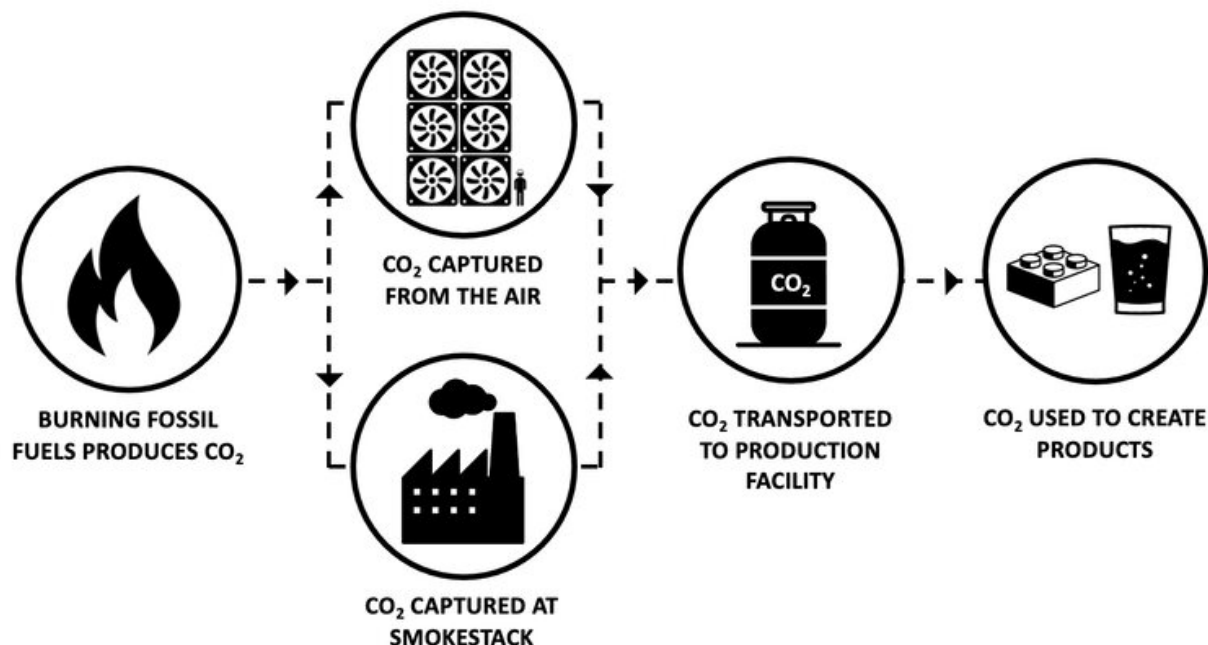 BURNING FOSSIL
FUELS PRODUCES CO₂
CO₂ CAPTURED
FROM THE AIR
CO₂ CAPTURED AT
SMOKESTACK
CO₂
CO₂ TRANSPORTED
TO PRODUCTION
FACILITY
CO₂ USED TO CREATE
PRODUCTS